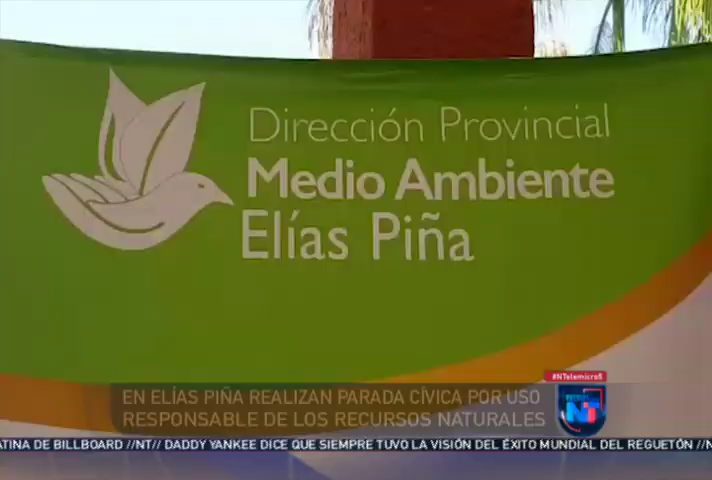 Dirección Provincial
Medio Ambiente
Elías Piña
#NTelemicro5
EN ELÍAS PIÑA REALIZAN PARADA CÍVICA POR USO
RESPONSABLE DE LOS RECURSOS NATURALES
NT
ATINA DE BILLBOARD //NT// DADDY YANKEE DICE QUE SIEMPRE TUVO LA VISIÓN DEL ÉXITO MUNDIAL DEL REGUETÓN //N